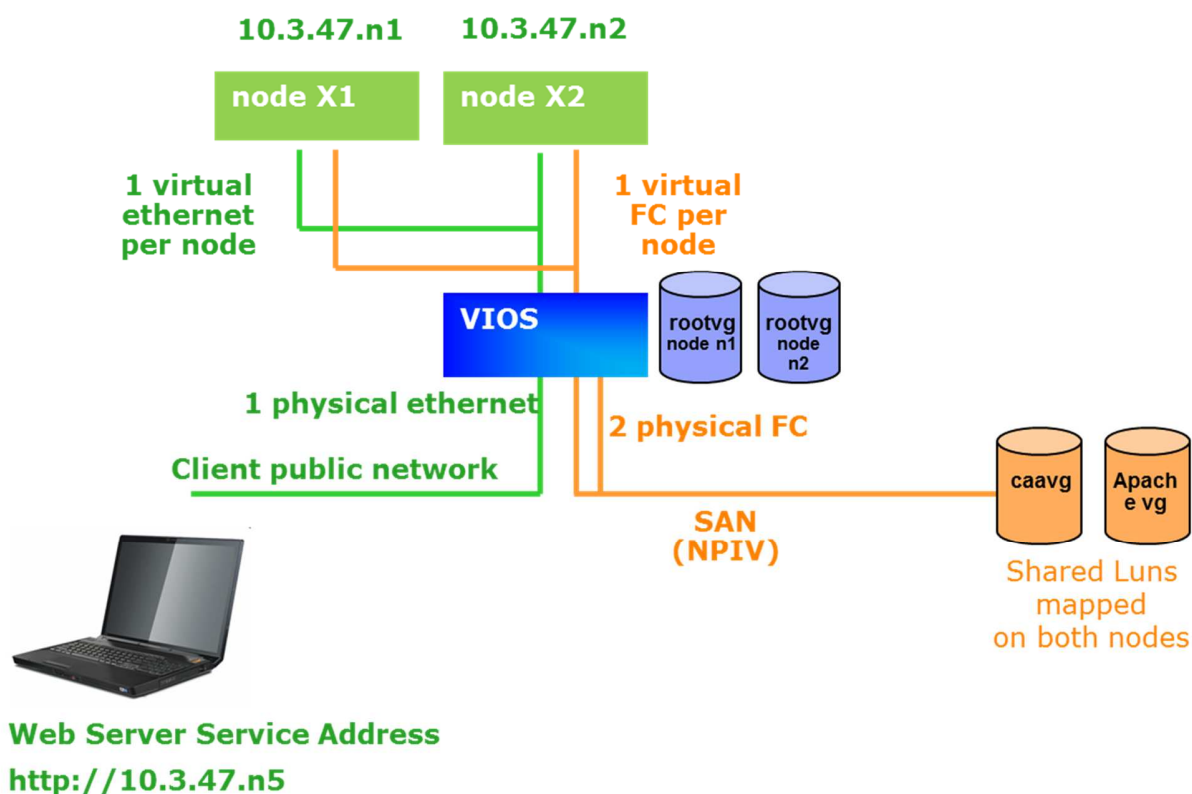 10.3.47.n1
10.3.47.n2
node X1
node X2
1 virtual
ethernet
per node
1 virtual
FC per
node
VIOS
rootvg
node n1
rootvg
node
n2
1 physical ethernet
2 physical FC
Client public network
SAN
(NPIV)
caavg
Apach
e vg
Shared Luns
mapped
on both nodes
Web Server Service Address
http://10.3.47.n5